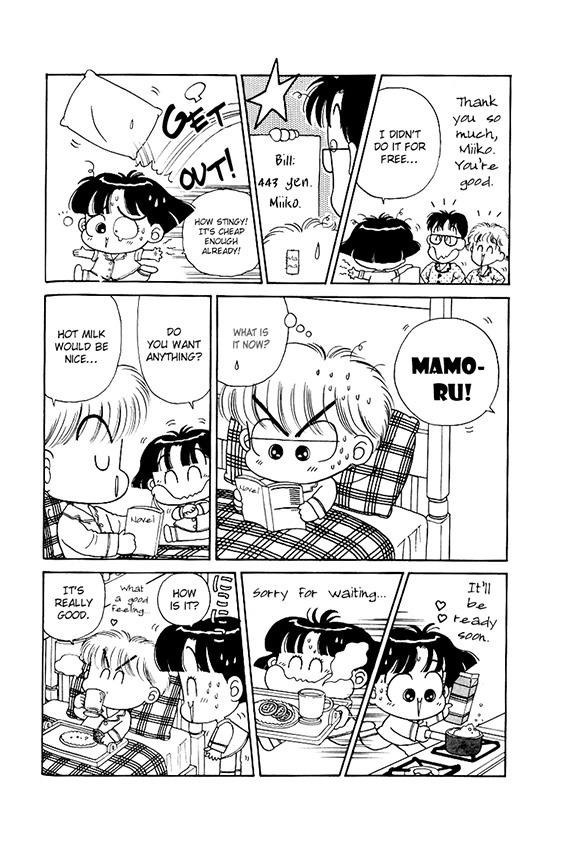 Thank
you so
much,
Miiko.
You're
good.
I DIDN'T
DO IT FOR
FREE...
Bill:
443 yen.
Miiko.
GET
OUT!
HOW STINGY!
IT'S CHEAP
ENOUGH
ALREADY!
MAMO-
RU!
WHAT IS
IT NOW?
Novel
DO
YOU WANT
ANYTHING?
HOT MILK
WOULD BE
NICE...
Novel
It'll
be
ready
soon.
Sorry for waiting...
HOW
IS IT?
What
a good
feeling...
IT'S
REALLY
GOOD.